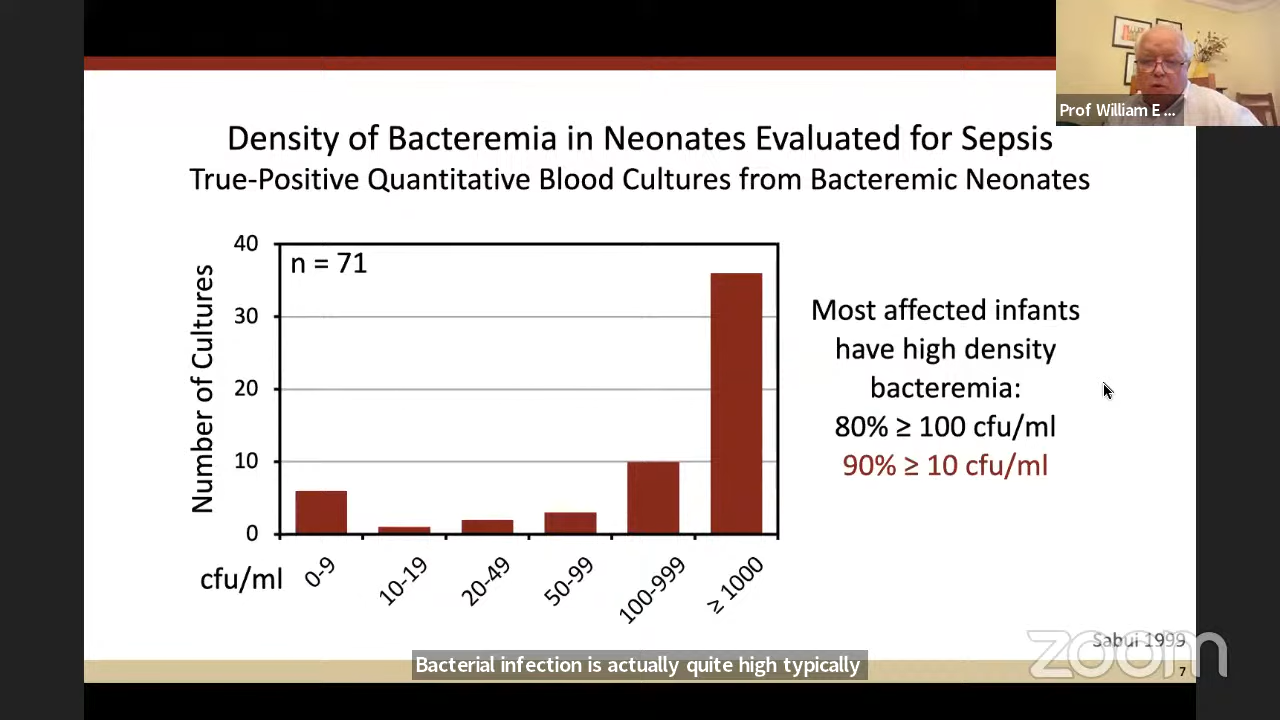 Prof William E ...
Density of Bacteremia in Neonates Evaluated for Sepsis
True-Positive Quantitative Blood Cultures from Bacteremic Neonates
n = 71
Number of Cultures
40
30
20
10
0
cfu/ml
0-9
10-19
20-49
50-99
100-999
≥ 1000
Most affected infants
have high density
bacteremia:
80% ≥ 100 cfu/ml
90% ≥ 10 cfu/ml
Sabui 1999
zoom
Bacterial infection is actually quite high typically
7